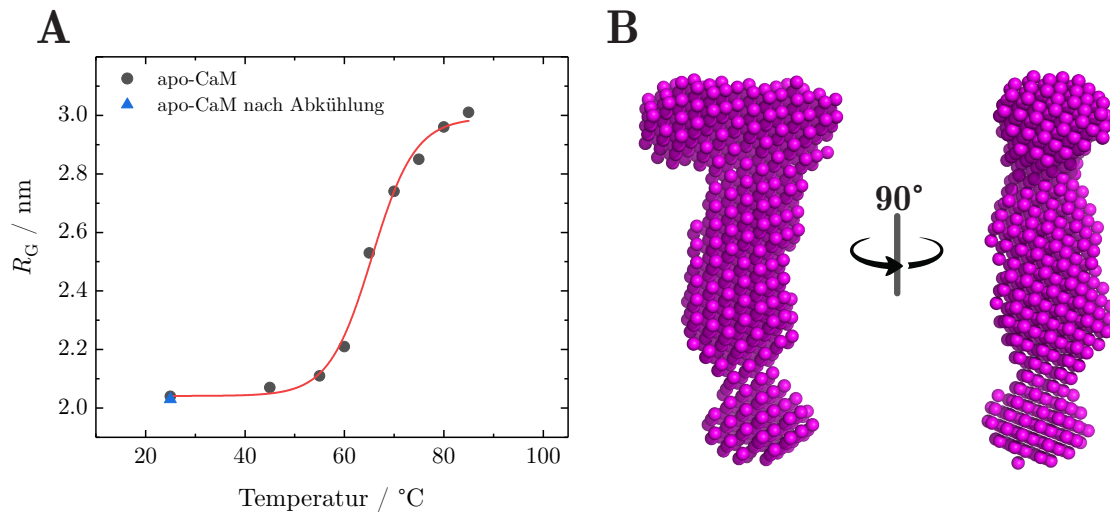 A
B
apo-CaM
apo-CaM nach Abkühlung
R_G / nm
3.0
2.8
2.6
2.4
2.2
2.0
20
40
60
80
100
Temperatur / °C
90°